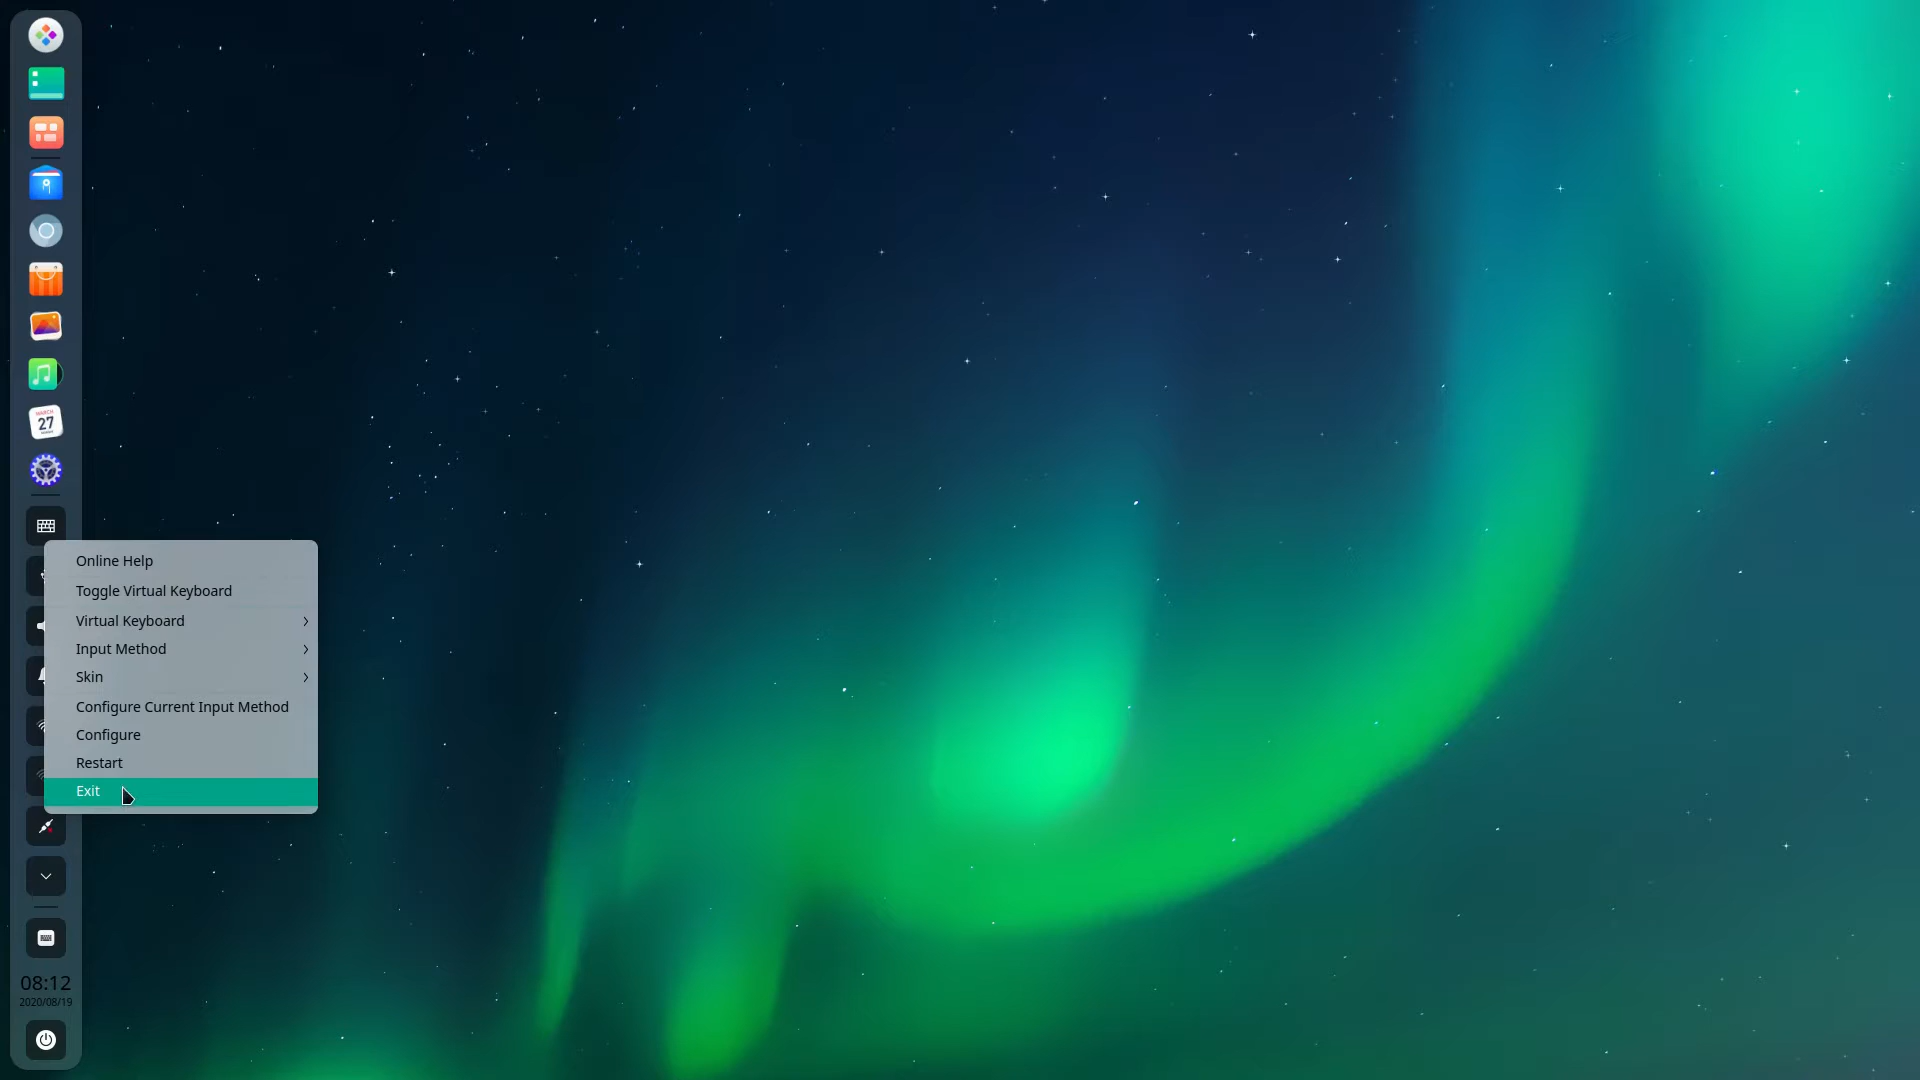 MARCH
27
Online Help
Toggle Virtual Keyboard
Virtual Keyboard
Input Method
Skin
Configure Current Input Method
Configure
Restart
Exit
08:12
2020/08/19